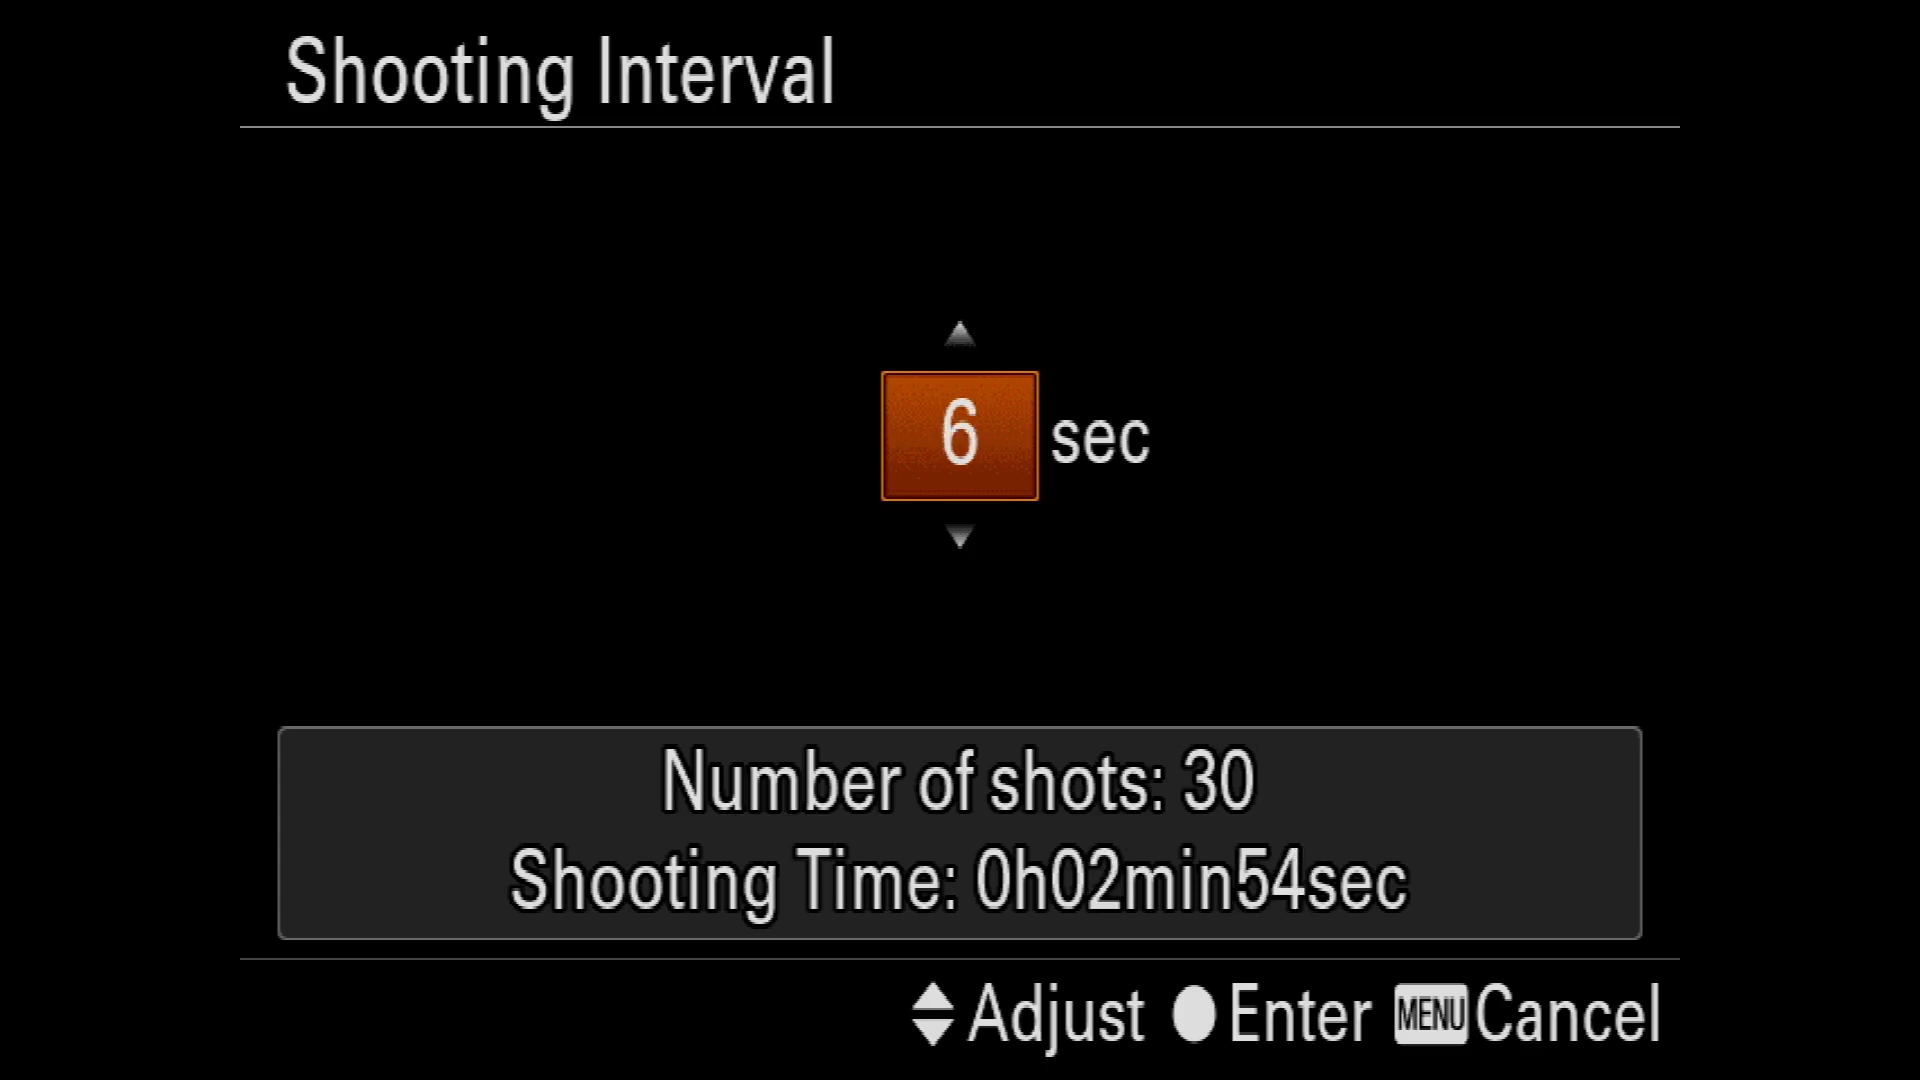 Shooting Interval
6 sec
Number of shots: 30
Shooting Time: 0h02min54sec
Adjust Enter MENU Cancel